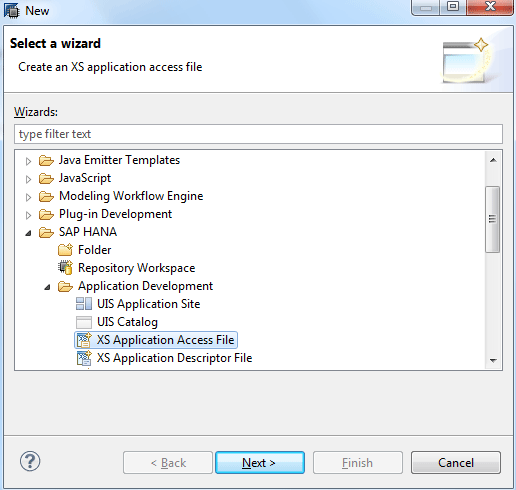 New
Select a wizard
Create an XS application access file
Wizards:
type filter text
Java Emitter Templates
JavaScript
Modeling Workflow Engine
Plug-in Development
SAP HANA
Folder
Repository Workspace
Application Development
UIS Application Site
UIS Catalog
XS Application Access File
XS Application Descriptor File
?
< Back Next > Finish Cancel